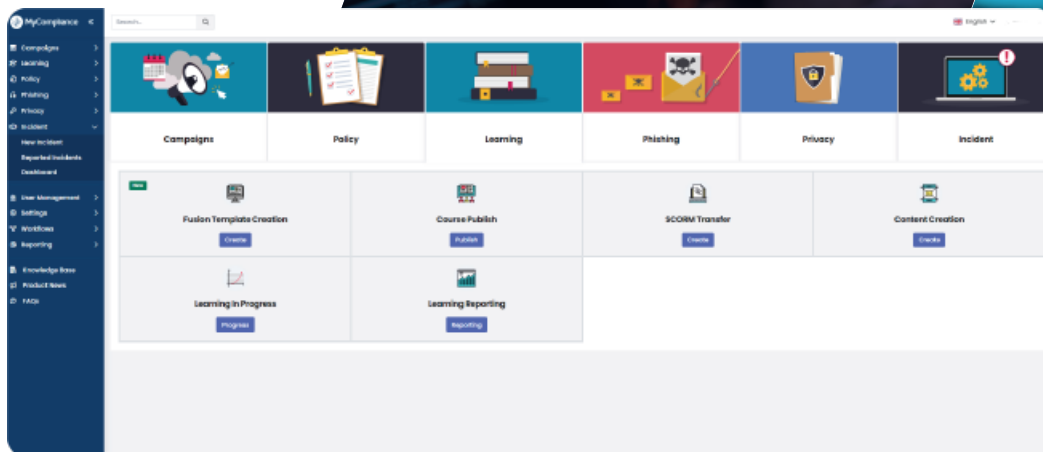 MyCompliance
Search...
English
Campaigns
Learning
Policy
Phishing
Privacy
Incident
New Incident
Reported Incidents
Dashboard
User Management
Settings
Workflows
Reporting
Knowledge Base
Product News
FAQs
Campaigns
Policy
Learning
Phishing
Privacy
Incident
New
Fusion Template Creation
Create
Course Publish
Publish
SCORM Transfer
Create
Content Creation
Create
Learning In Progress
Progress
Learning Reporting
Reporting